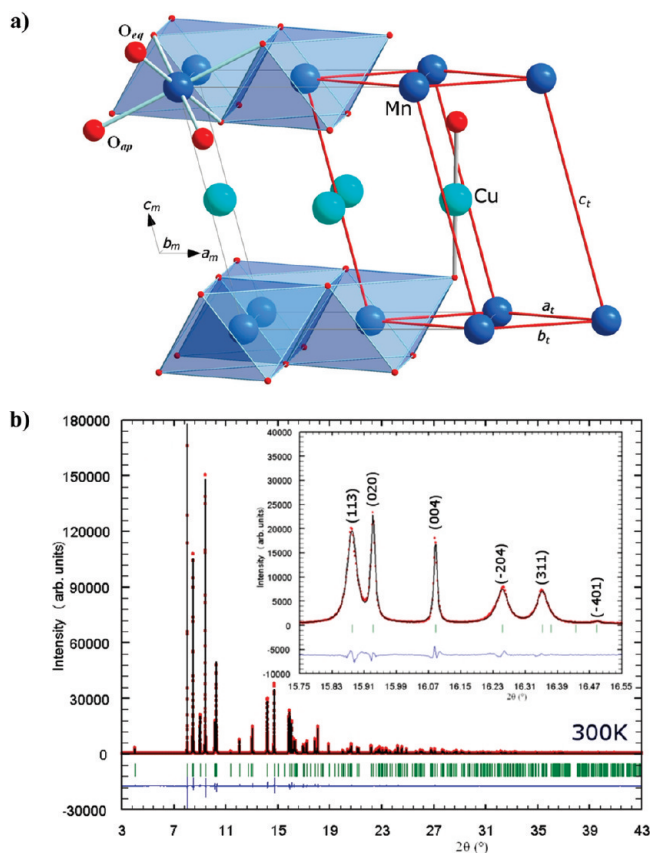 a)
O_eq
Mn
O_ap
Cu
c_t
c_m
b_m
a_m
a_t
b_t
b)
180000
150000
120000
90000
60000
30000
0
-30000
Intensity ( arb. units)
3 7 11 15 19 23 27 31 35 39 43
2θ (°)
300K
40000
35000
30000
25000
20000
15000
10000
5000
0
-5000
-10000
Intensity ( arb. units)
(113)
(020)
(004)
(-204)
(311)
(-401)
15.75 15.83 15.91 15.99 16.07 16.15 16.23 16.31 16.39 16.47 16.55
2θ (°)